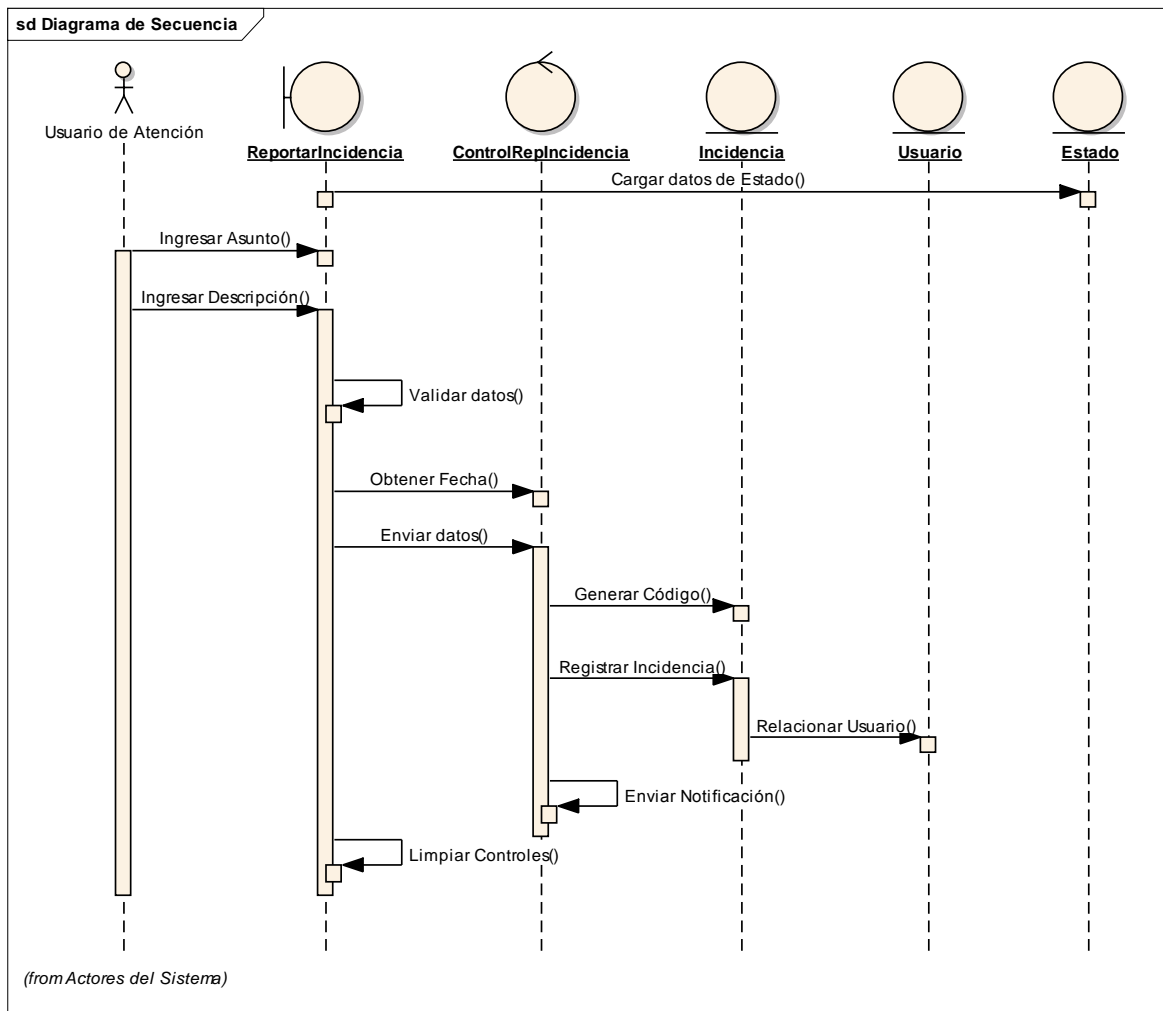 sd Diagrama de Secuencia
Usuario de Atención
ReportarIncidencia
ControlRepIncidencia
Incidencia
Usuario
Estado
Cargar datos de Estado()
Ingresar Asunto()
Ingresar Descripción()
Validar datos()
Obtener Fecha()
Enviar datos()
Generar Código()
Registrar Incidencia()
Relacionar Usuario()
Enviar Notificación()
Limpiar Controles()
(from Actores del Sistema)